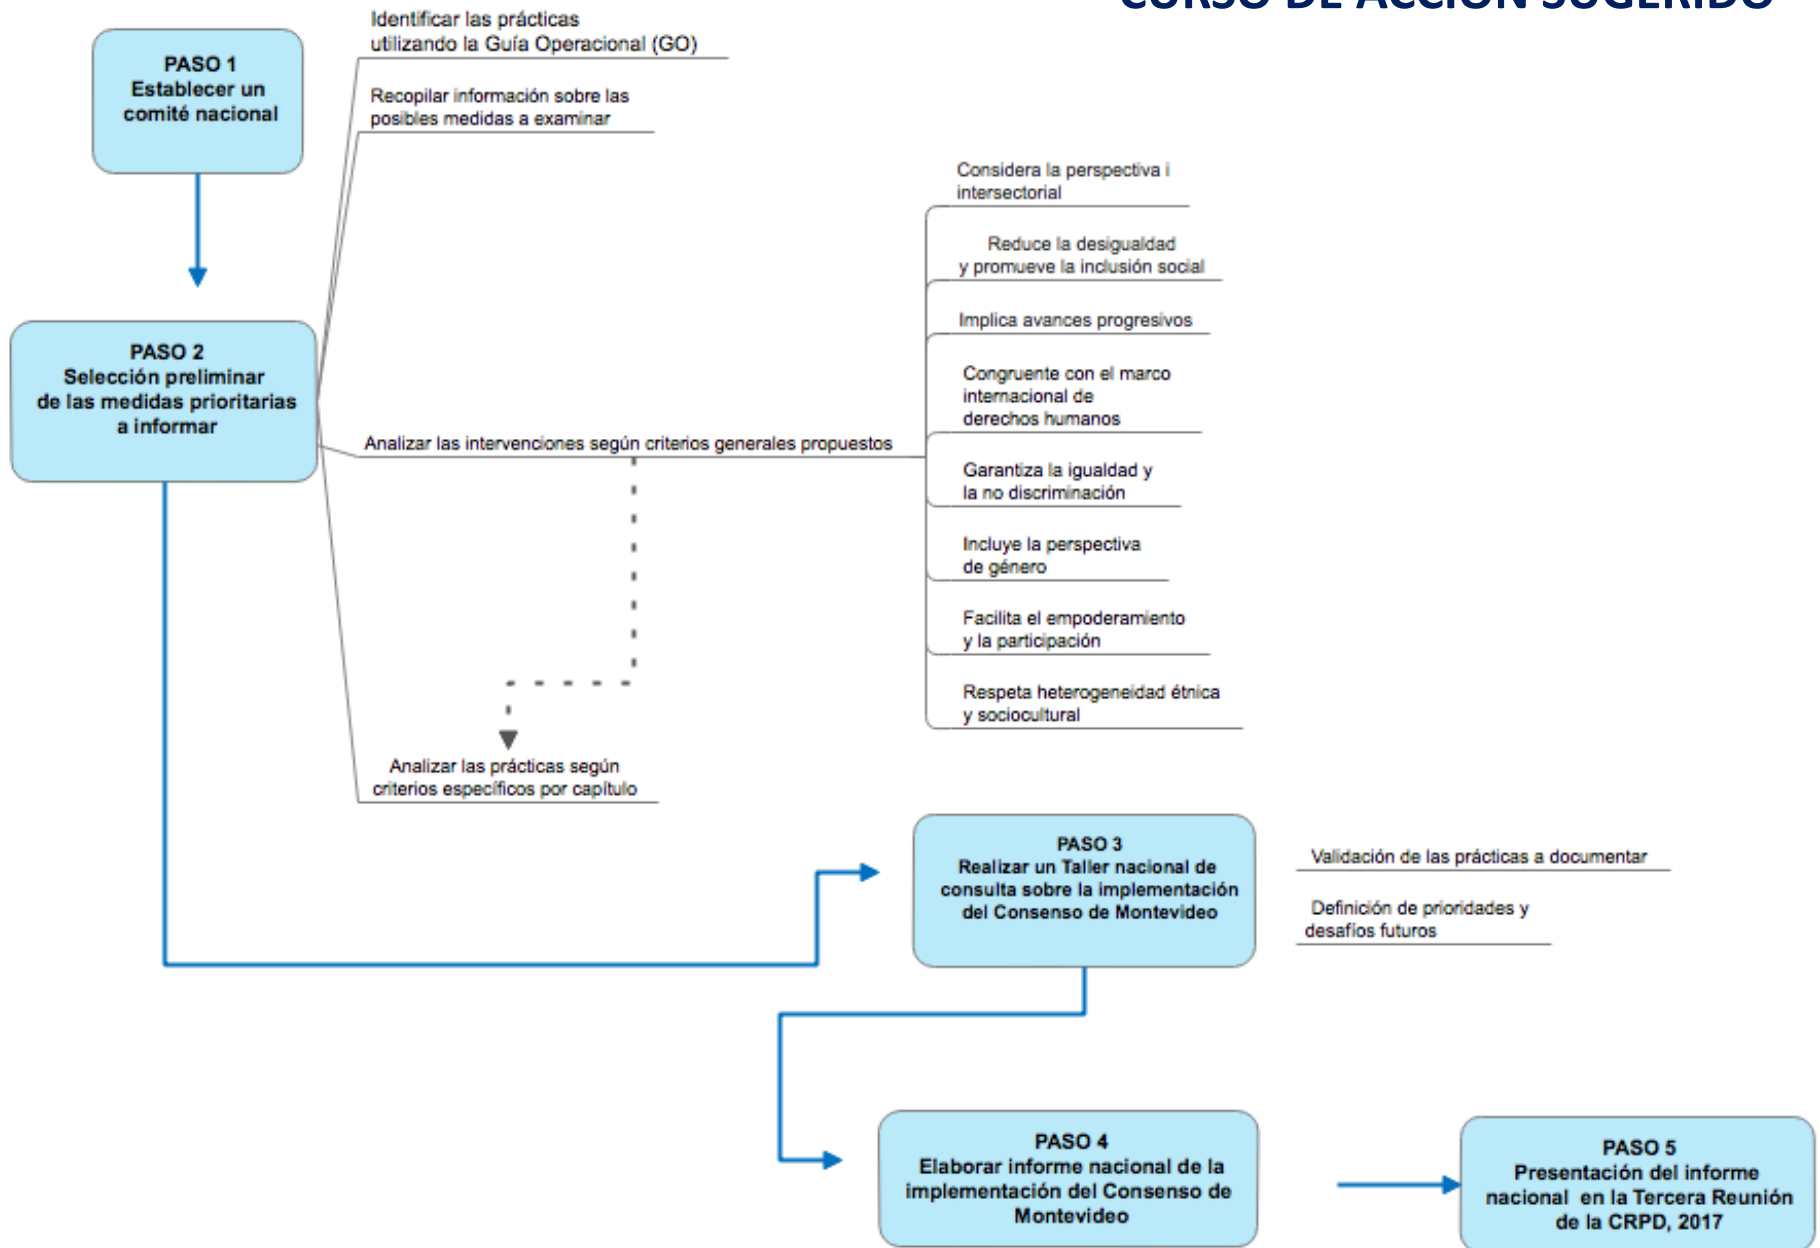 CURSO DE ACCIÓN SUGERIDO
PASO 1
Establecer un
comité nacional
Identificar las prácticas
utilizando la Guía Operacional (GO)
Recopilar información sobre las
posibles medidas a examinar
PASO 2
Selección preliminar
de las medidas prioritarias
a informar
Analizar las intervenciones según criterios generales propuestos
Considera la perspectiva i
intersectorial
Reduce la desigualdad
y promueve la inclusión social
Implica avances progresivos
Congruente con el marco
internacional de
derechos humanos
Garantiza la igualdad y
la no discriminación
Incluye la perspectiva
de género
Facilita el empoderamiento
y la participación
Respeta heterogeneidad étnica
y sociocultural
Analizar las prácticas según
criterios específicos por capítulo
PASO 3
Realizar un Taller nacional de
consulta sobre la implementación
del Consenso de Montevideo
Validación de las prácticas a documentar
Definición de prioridades y
desafíos futuros
PASO 4
Elaborar informe nacional de la
implementación del Consenso de
Montevideo
PASO 5
Presentación del informe
nacional en la Tercera Reunión
de la CRPD, 2017